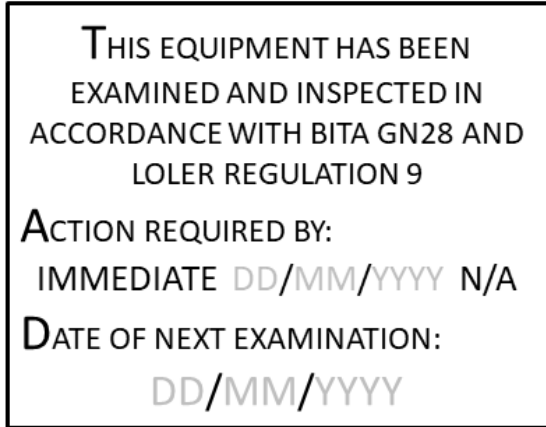 THIS EQUIPMENT HAS BEEN
EXAMINED AND INSPECTED IN
ACCORDANCE WITH BITA GN28 AND
LOLER REGULATION 9
ACTION REQUIRED BY:
IMMEDIATE DD/MM/YYYY N/A
DATE OF NEXT EXAMINATION:
DD/MM/YYYY